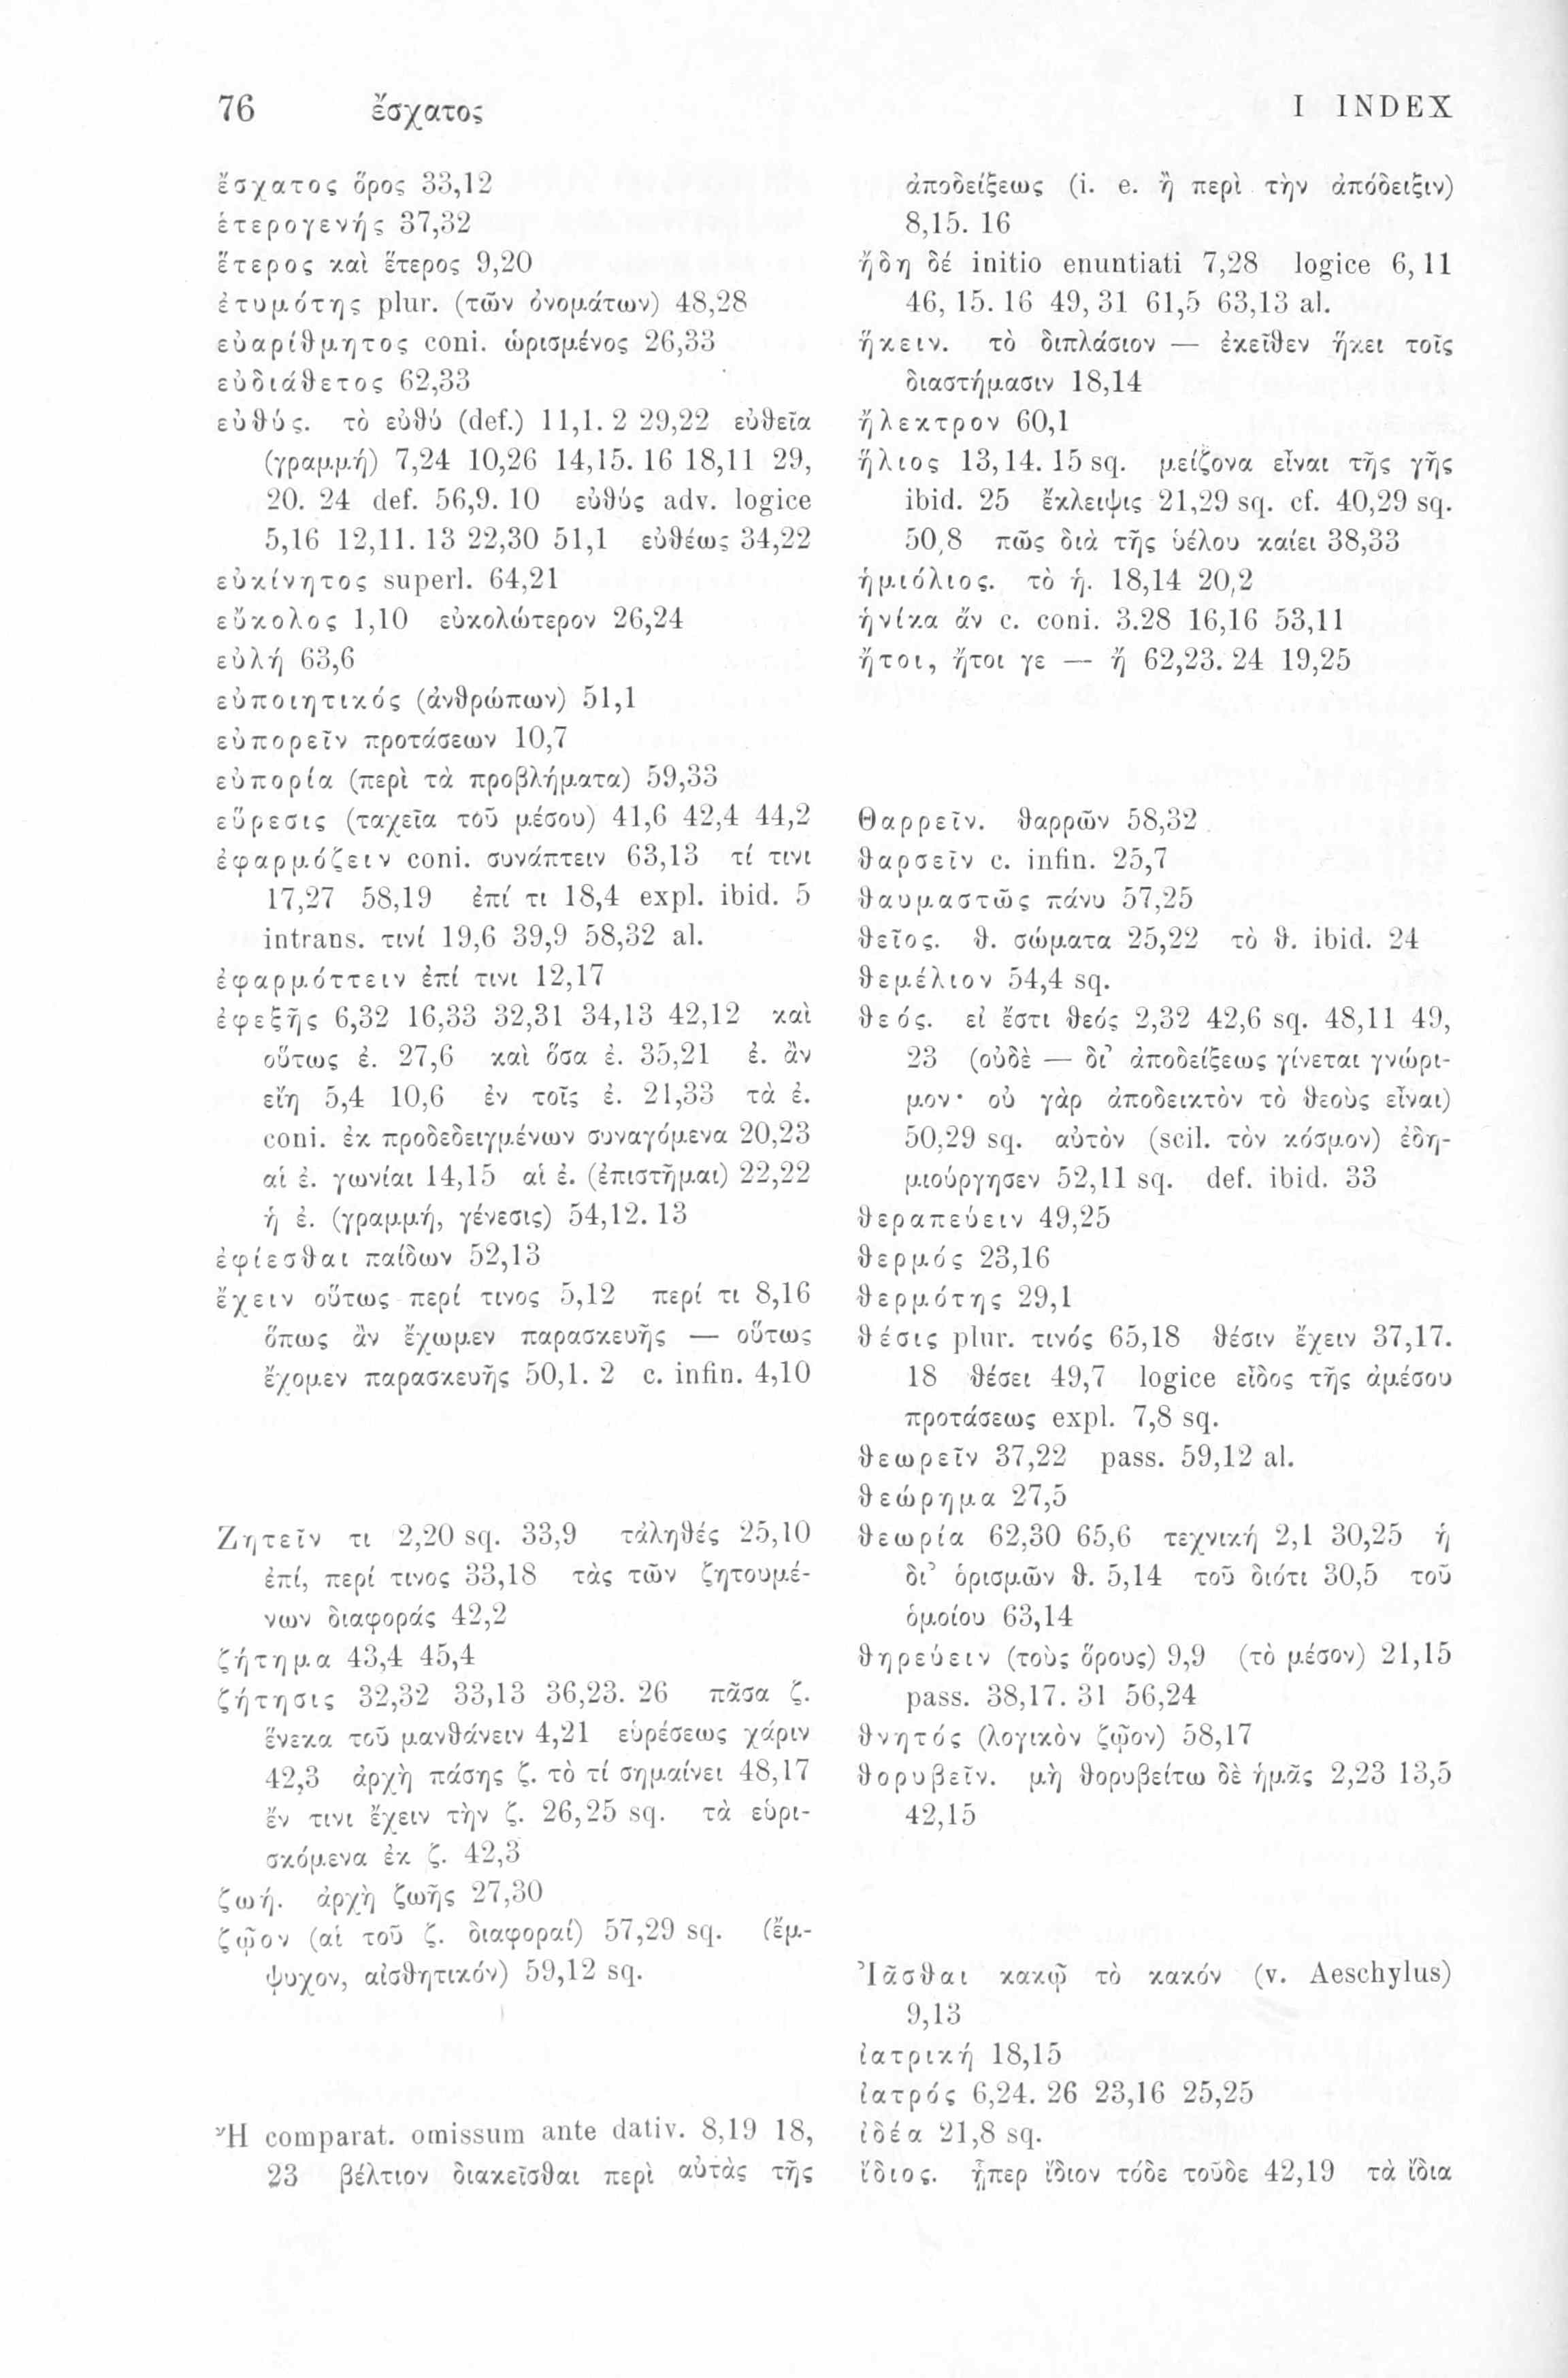 76 ἔσχατος I INDEX
ἔσχατος ὅρος 33,12
ἑτερογενής 37,32
ἕτερος καὶ ἕτερος 9,20
ἐτυμότης plur. (τῶν ὀνομάτων) 48,28
εὐαρίθμητος coni. ὡρισμένος 26,33
εὐδιάθετος 62,33
εὐθύς. τὸ εὐθύ (def.) 11,1. 2 29,22 εὐθεῖα
(γραμμή) 7,24 10,26 14,15. 16 18,11 29,
20. 24 def. 56,9. 10 εὐθύς adv. logice
5,16 12,11. 13 22,30 51,1 εὐθέως 34,22
εὐκίνητος superl. 64,21
εὔκολος 1,10 εὐκολώτερον 26,24
εὐλή 63,6
εὐποιητικός (ἀνθρώπων) 51,1
εὐπορεῖν προτάσεων 10,7
εὐπορία (περὶ τὰ προβλήματα) 59,33
εὕρεσις (ταχεῖα τοῦ μέσου) 41,6 42,4 44,2
ἐφαρμόζειν coni. συνάπτειν 63,13 τί τινι
17,27 58,19 ἐπί τι 18,4 expl. ibid. 5
intrans. τινί 19,6 39,9 58,32 al.
ἐφαρμόττειν ἐπί τινι 12,17
ἐφεξῆς 6,32 16,33 32,31 34,13 42,12 καὶ
οὕτως ἐ. 27,6 καὶ ὅσα ἐ. 35,21 ἐ. ἂν
εἴη 5,4 10,6 ἐν τοῖς ἐ. 21,33 τὰ ἐ.
coni. ἐκ προδεδειγμένων συναγόμενα 20,23
αἱ ἐ. γωνίαι 14,15 αἱ ἐ. (ἐπιστῆμαι) 22,22
ἡ ἐ. (γραμμή, γένεσις) 54,12. 13
ἐφίεσθαι παίδων 52,13
ἔχειν οὕτως περί τινος 5,12 περί τι 8,16
ὅπως ἂν ἔχωμεν παρασκευῆς — οὕτως
ἔχομεν παρασκευῆς 50,1. 2 c. infin. 4,10
Ζητεῖν τι 2,20 sq. 33,9 τἀληθές 25,10
ἐπί, περί τινος 33,18 τὰς τῶν ζητουμέ-
νων διαφοράς 42,2
ζήτημα 43,4 45,4
ζήτησις 32,32 33,13 36,23. 26 πᾶσα ζ.
ἕνεκα τοῦ μανθάνειν 4,21 εὑρέσεως χάριν
42,3 ἀρχὴ πάσης ζ. τὸ τί σημαίνει 48,17
ἔν τινι ἔχειν τὴν ζ. 26,25 sq. τὰ εὑρι-
σκόμενα ἐκ ζ. 42,3
ζωή. ἀρχὴ ζωῆς 27,30
ζῷον (αἱ τοῦ ζ. διαφοραί) 57,29 sq. (ἔμ-
ψυχον, αἰσθητικόν) 59,12 sq.
Ἤ comparat. omissum ante dativ. 8,19 18,
23 βέλτιον διακεῖσθαι περὶ αὐτὰς τῆς
ἀποδείξεως (i. e. ἢ περὶ τὴν ἀπόδειξιν)
8,15. 16
ἤδη δέ initio enuntiati 7,28 logice 6,11
46,15. 16 49,31 61,5 63,13 al.
ἥκειν. τὸ διπλάσιον — ἐκεῖθεν ἥκει τοῖς
διαστήμασιν 18,14
ἤλεκτρον 60,1
ἥλιος 13,14. 15 sq. μείζονα εἶναι τῆς γῆς
ibid. 25 ἔκλειψις 21,29 sq. cf. 40,29 sq.
50,8 πῶς διὰ τῆς ὑέλου καίει 38,33
ἡμιόλιος. τὸ ἡ. 18,14 20,2
ἡνίκα ἄν c. coni. 3.28 16,16 53,11
ἤτοι, ἤτοι γε — ἤ 62,23. 24 19,25
Θαρρεῖν. θαρρῶν 58,32
θαρσεῖν c. infin. 25,7
θαυμαστῶς πάνυ 57,25
θεῖος. θ. σώματα 25,22 τὸ θ. ibid. 24
θεμέλιον 54,4 sq.
θεός. εἰ ἔστι θεός 2,32 42,6 sq. 48,11 49,
23 (οὐδὲ — δι’ ἀποδείξεως γίνεται γνώρι-
μον· οὐ γὰρ ἀποδεικτὸν τὸ θεοὺς εἶναι)
50,29 sq. αὐτὸν (scil. τὸν κόσμον) ἐδη-
μιούργησεν 52,11 sq. def. ibid. 33
θεραπεύειν 49,25
θερμός 23,16
θερμότης 29,1
θέσις plur. τινός 65,18 θέσιν ἔχειν 37,17.
18 θέσει 49,7 logice εἶδος τῆς ἀμέσου
προτάσεως expl. 7,8 sq.
θεωρεῖν 37,22 pass. 59,12 al.
θεώρημα 27,5
θεωρία 62,30 65,6 τεχνική 2,1 30,25 ἡ
δι’ ὁρισμῶν θ. 5,14 τοῦ διότι 30,5 τοῦ
ὁμοίου 63,14
θηρεύειν (τοὺς ὅρους) 9,9 (τὸ μέσον) 21,15
pass. 38,17. 31 56,24
θνητός (λογικὸν ζῷον) 58,17
θορυβεῖν. μὴ θορυβείτω δὲ ἡμᾶς 2,23 13,5
42,15
Ἰᾶσθαι κακῷ τὸ κακόν (v. Aeschylus)
9,13
ἰατρική 18,15
ἰατρός 6,24. 26 23,16 25,25
ἰδέα 21,8 sq.
ἴδιος. ᾗπερ ἴδιον τόδε τοῦδε 42,19 τὰ ἴδια